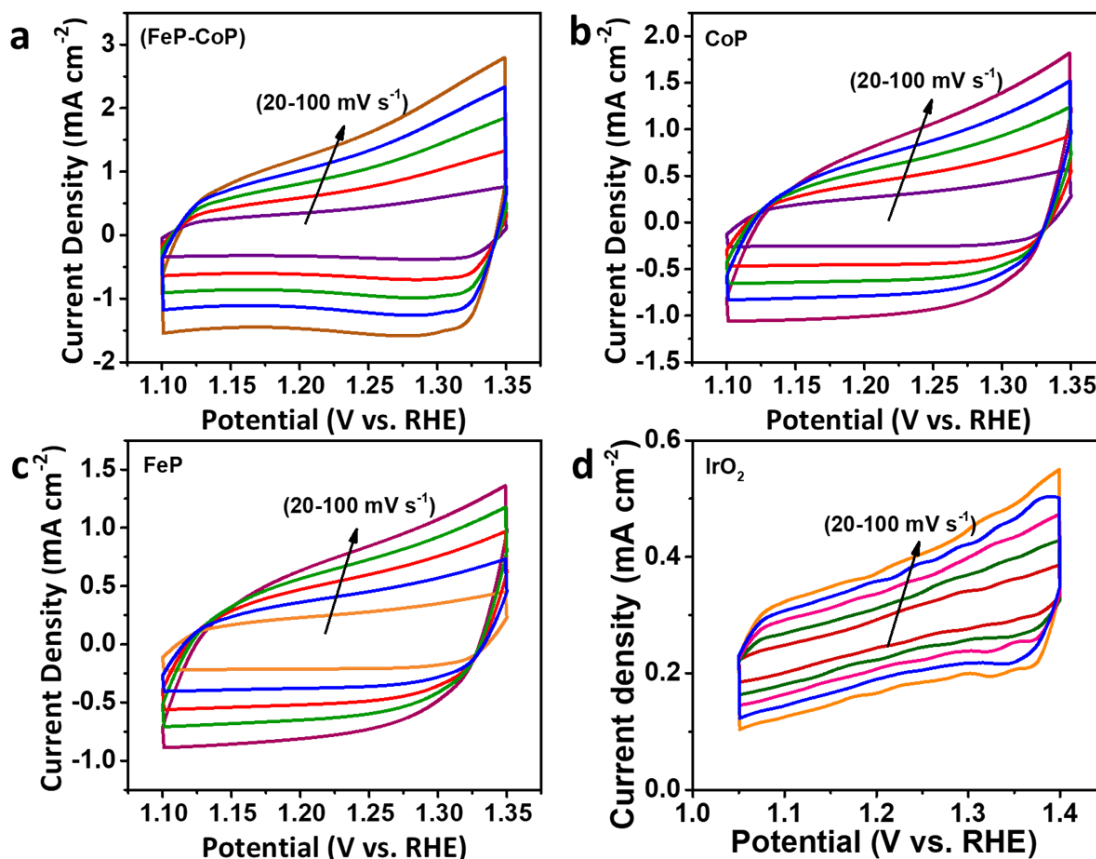 a
(FeP-CoP)
(20-100 mV s⁻¹)
Current Density (mA cm⁻²)
3
2
1
0
-1
-2
1.10 1.15 1.20 1.25 1.30 1.35
Potential (V vs. RHE)
b
CoP
(20-100 mV s⁻¹)
Current Density (mA cm⁻²)
2.0
1.5
1.0
0.5
0.0
-0.5
-1.0
-1.5
1.10 1.15 1.20 1.25 1.30 1.35
Potential (V vs. RHE)
c
FeP
(20-100 mV s⁻¹)
Current Density (mA cm⁻²)
1.5
1.0
0.5
0.0
-0.5
-1.0
1.10 1.15 1.20 1.25 1.30 1.35
Potential (V vs. RHE)
d
IrO₂
(20-100 mV s⁻¹)
Current density (mA cm⁻²)
0.6
0.4
0.2
0.0
1.0 1.1 1.2 1.3 1.4
Potential (V vs. RHE)